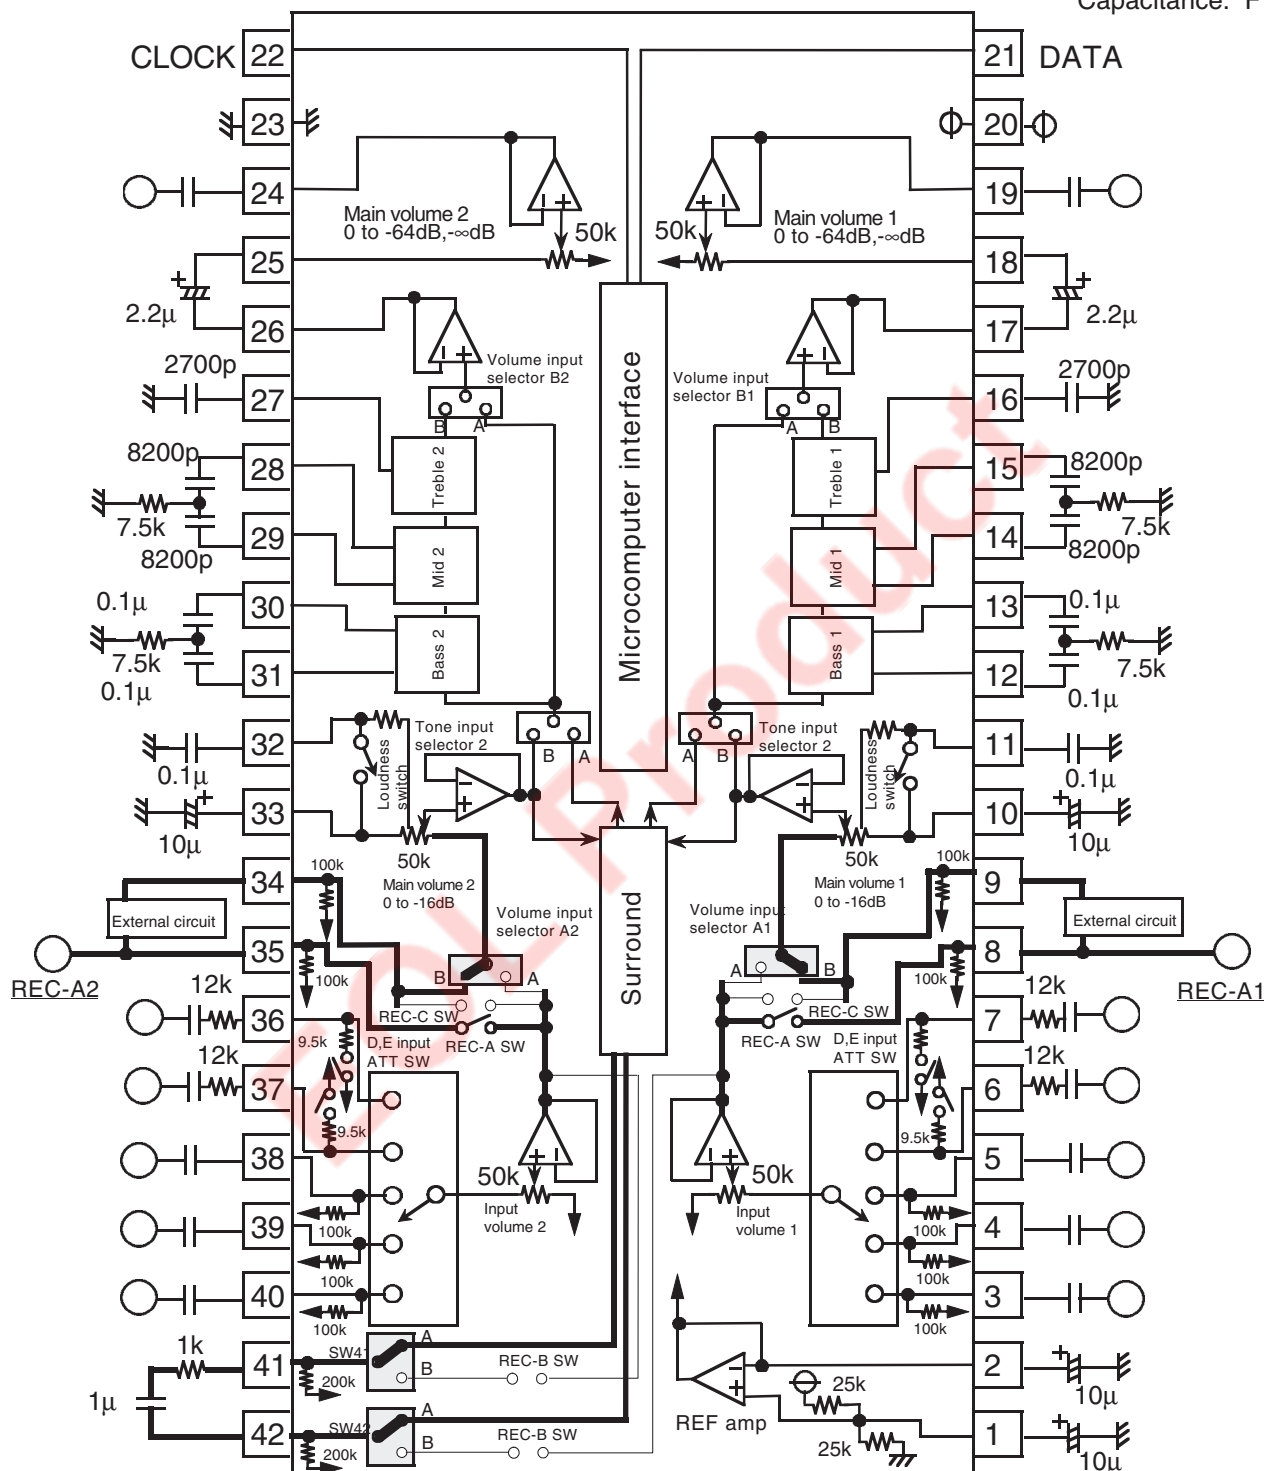 Capacitance: F
CLOCK 22
21 DATA
23
20
24
19
Main volume 2
0 to -64dB,-∞dB
50k
50k
Main volume 1
0 to -64dB,-∞dB
25
18
2.2μ
2.2μ
26
17
Volume input
selector B2
Volume input
selector B1
2700p
2700p
27
16
B A
A B
Treble 2
Treble 1
Microcomputer interface
8200p
28
15
8200p
7.5k
7.5k
8200p
29
14
8200p
Mid 2
Mid 1
0.1μ
30
13
0.1μ
7.5k
7.5k
0.1μ
31
12
0.1μ
Bass 2
Bass 1
32
11
Tone input
selector 2
Tone input
selector 2
B A
A B
Loudness
switch
Loudness
switch
0.1μ
0.1μ
33
10
10μ
10μ
50k
50k
Main volume 2
0 to -16dB
Main volume 1
0 to -16dB
100k
100k
34
9
External circuit
External circuit
Volume input
selector A2
Volume input
selector A1
Surround
35
8
REC-A2
REC-A1
100k
100k
B A
A B
REC-C SW
REC-C SW
REC-A SW
REC-A SW
12k
12k
36
7
9.5k
D,E input
ATT SW
D,E input
ATT SW
12k
12k
37
6
9.5k
9.5k
38
5
50k
50k
Input
volume 2
Input
volume 1
100k
100k
39
4
100k
100k
40
3
100k
100k
1k
41
SW41
A
B
REC-B SW
200k
2
10μ
1μ
42
SW42
A
B
REC-B SW
200k
REF amp
25k
25k
1
10μ
EOL Product